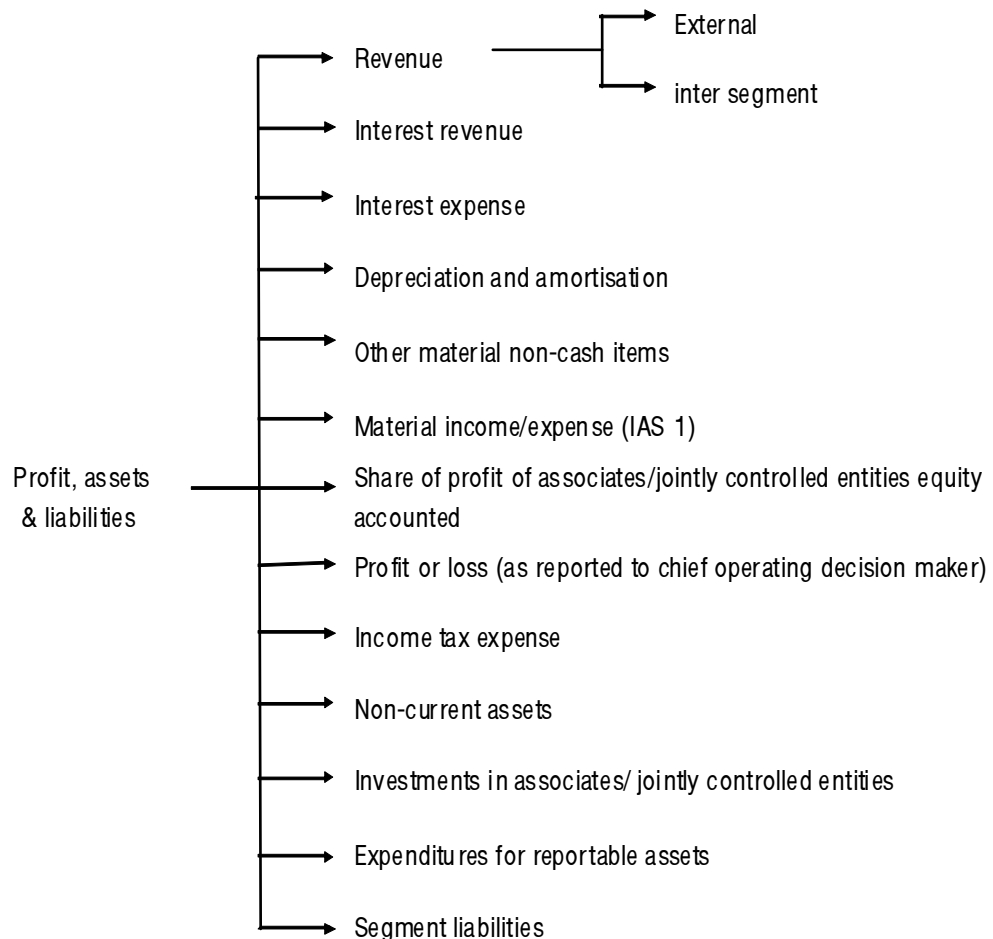 External
Revenue
inter segment
Interest revenue
Interest expense
Depreciation and amortisation
Other material non-cash items
Material income/expense (IAS 1)
Profit, assets
& liabilities
Share of profit of associates/jointly controlled entities equity
accounted
Profit or loss (as reported to chief operating decision maker)
Income tax expense
Non-current assets
Investments in associates/ jointly controlled entities
Expenditures for reportable assets
Segment liabilities